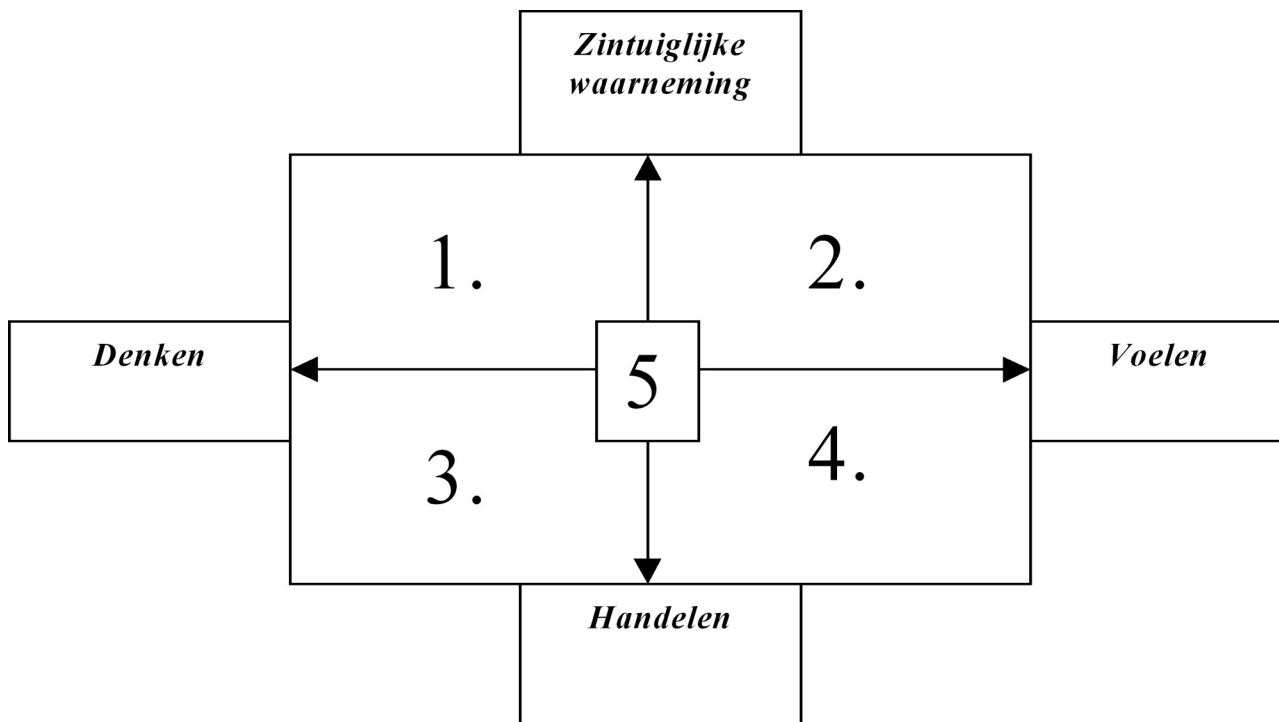 Zintuiglijke
waarneming
1.
2.
Denken
5
Voelen
3.
4.
Handelen